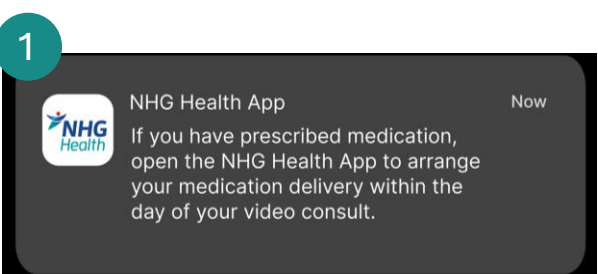 1
NHG Health App
Now
NHG
Health
If you have prescribed medication,
open the NHG Health App to arrange
your medication delivery within the
day of your video consult.